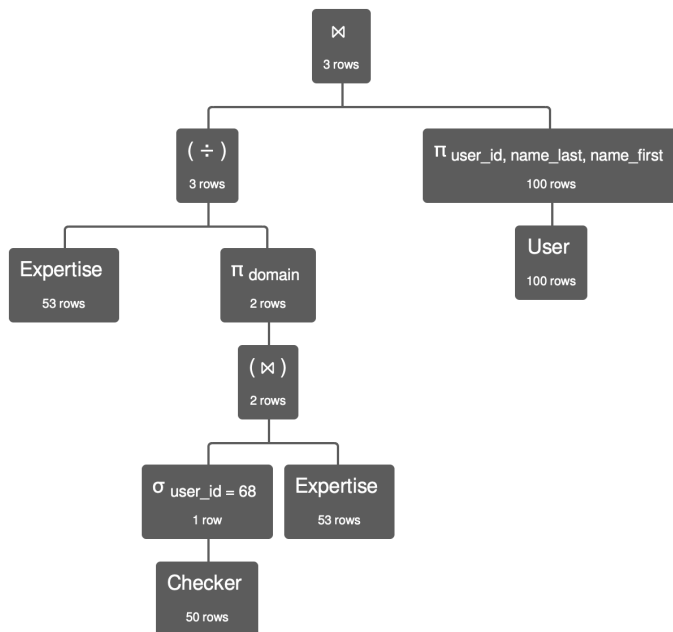 ⋈
3 rows
( ÷ )
3 rows
π user_id, name_last, name_first
100 rows
Expertise
53 rows
π domain
2 rows
User
100 rows
( ⋈ )
2 rows
σ user_id = 68
1 row
Expertise
53 rows
Checker
50 rows